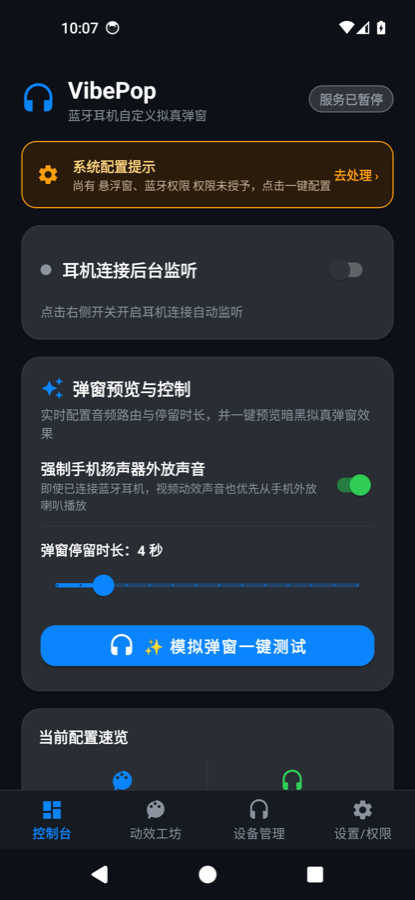 10:07
VibePop
蓝牙耳机自定义拟真弹窗
服务已暂停
系统配置提示
尚有 悬浮窗、蓝牙权限 权限未授予，点击一键配置
去处理 ›
耳机连接后台监听
点击右侧开关开启耳机连接自动监听
弹窗预览与控制
实时配置音频路由与停留时长，并一键预览暗黑拟真弹窗效
果
强制手机扬声器外放声音
即使已连接蓝牙耳机，视频动效声音也优先从手机外放
喇叭播放
弹窗停留时长：4 秒
✨ 模拟弹窗一键测试
当前配置速览
控制台
动效工坊
设备管理
设置/权限